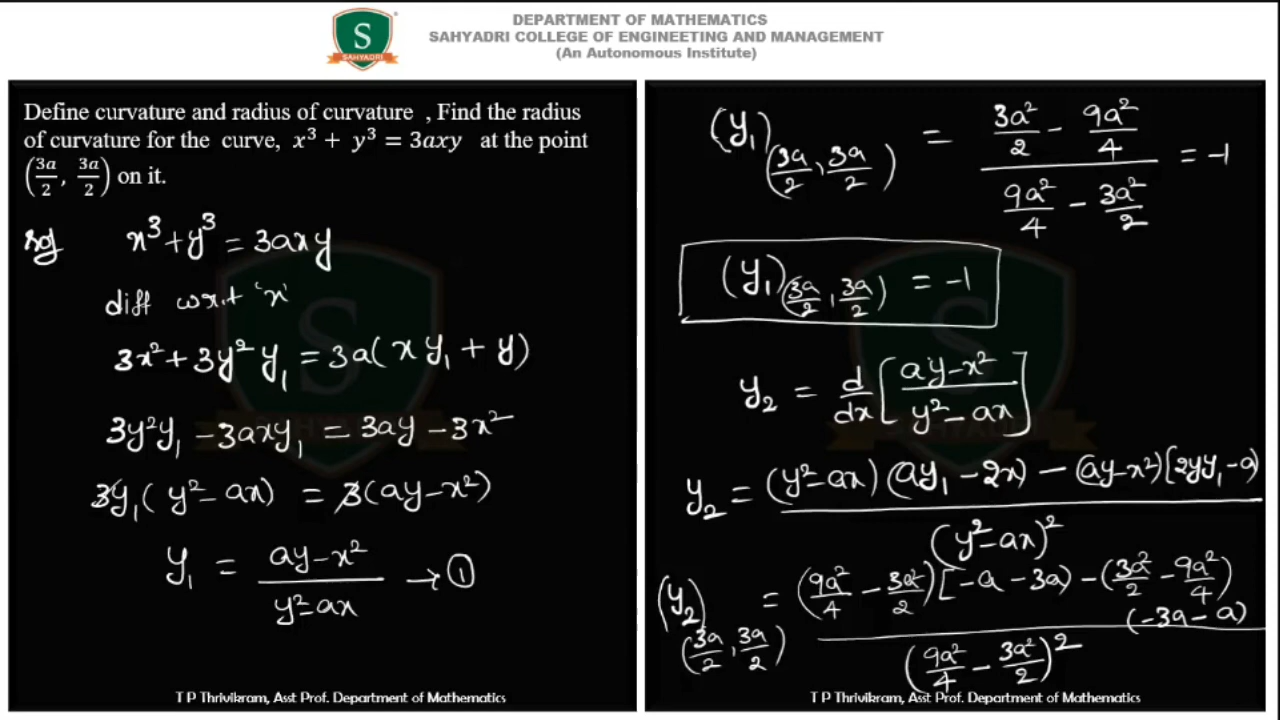 S
SAHYADRI
DEPARTMENT OF MATHEMATICS
SAHYADRI COLLEGE OF ENGINEETING AND MANAGEMENT
(An Autonomous Institute)
Define curvature and radius of curvature , Find the radius
of curvature for the curve, x³ + y³ = 3axy at the point
(3a/2, 3a/2) on it.
sol x³ + y³ = 3axy
diff w.r.t 'x'
3x² + 3y² y₁ = 3a(x y₁ + y)
3y²y₁ − 3axy₁ = 3ay − 3x²
3y₁(y² − ax) = 3(ay − x²)
y₁ = (ay − x²)/(y² − ax) → ①
T P Thrivikram, Asst Prof. Department of Mathematics
(y₁)(3a/2, 3a/2) = (3a²/2 − 9a²/4)/(9a²/4 − 3a²/2) = −1
(y₁)(3a/2, 3a/2) = −1
y₂ = d/dx [(ay − x²)/(y² − ax)]
y₂ = ((y² − ax)(ay₁ − 2x) − (ay − x²)[2yy₁ − a))/(y² − ax)²
(y₂)(3a/2, 3a/2) = ((9a²/4 − 3a²/2)[−a − 3a) − (3a²/2 − 9a²/4)(−3a − a))/(9a²/4 − 3a²/2)²
T P Thrivikram, Asst Prof. Department of Mathematics